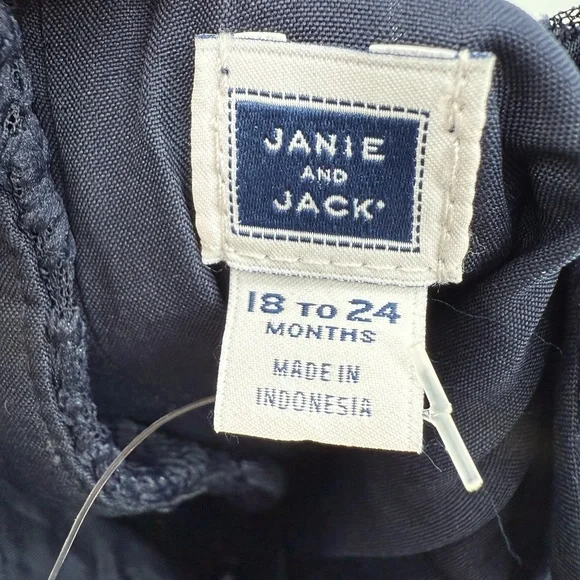 JANIE
AND
JACK
18 TO 24
MONTHS
MADE IN
INDONESIA